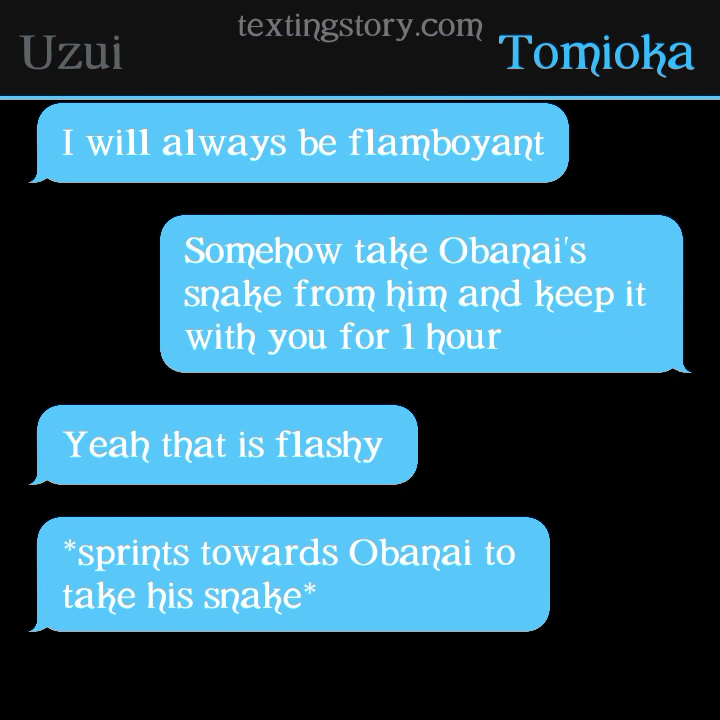 textingstory.com
Uzui
Tomioka
I will always be flamboyant
Somehow take Obanai's
snake from him and keep it
with you for 1 hour
Yeah that is flashy
*sprints towards Obanai to
take his snake*